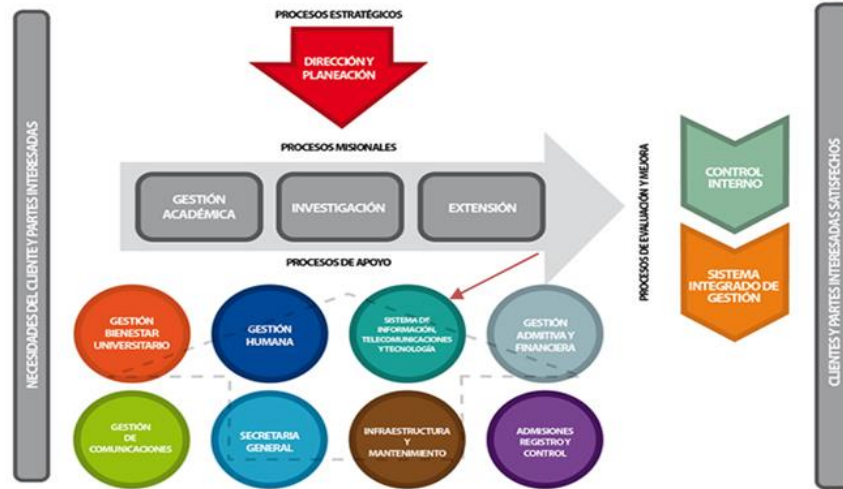 PROCESOS ESTRATÉGICOS
DIRECCIÓN Y
PLANEACIÓN
NECESIDADES DEL CLIENTE Y PARTES INTERESADAS
PROCESOS MISIONALES
GESTIÓN
ACADÉMICA
INVESTIGACIÓN
EXTENSIÓN
PROCESOS DE APOYO
GESTIÓN
BIENESTAR
UNIVERSITARIO
GESTIÓN
HUMANA
SISTEMA DE
INFORMACIÓN,
TELECOMUNICACIONES
Y TECNOLOGÍA
GESTIÓN
ADMITIVA Y
FINANCIERA
GESTIÓN
DE
COMUNICACIONES
SECRETARIA
GENERAL
INFRAESTRUCTURA
Y
MANTENIMIENTO
ADMISIONES
REGISTRO Y
CONTROL
PROCESOS DE EVALUACIÓN Y MEJORA
CONTROL
INTERNO
SISTEMA
INTEGRADO DE
GESTIÓN
CLIENTES Y PARTES INTERESADAS SATISFECHOS